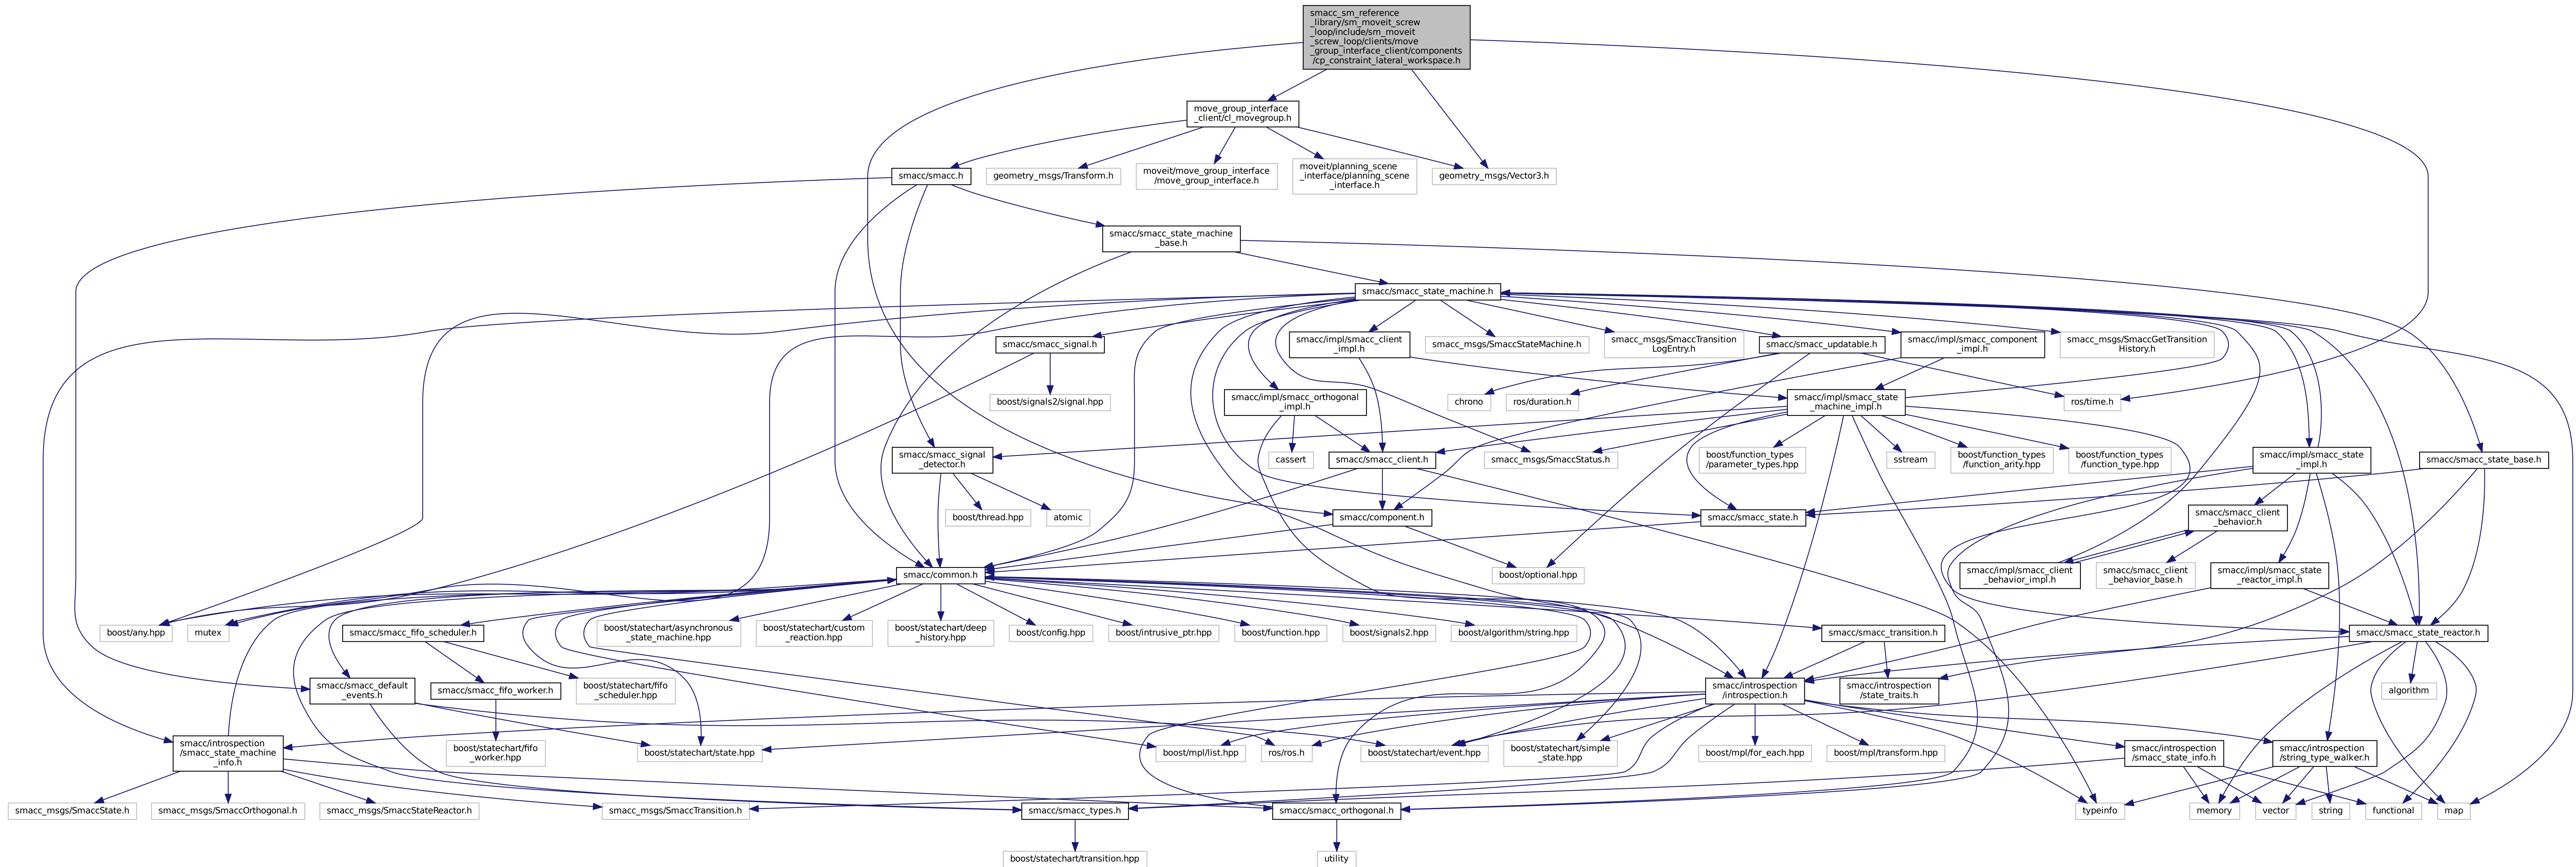 smacc_sm_reference
_library/sm_moveit_screw
_loop/include/sm_moveit
_screw_loop/clients/move
_group_interface_client/components
/cp_constraint_lateral_workspace.h
move_group_interface
_client/cl_movegroup.h
smacc/smacc.h
geometry_msgs/Transform.h
moveit/move_group_interface
/move_group_interface.h
moveit/planning_scene
_interface/planning_scene
_interface.h
geometry_msgs/Vector3.h
smacc/smacc_state_machine
_base.h
smacc/smacc_state_machine.h
smacc/smacc_signal.h
smacc/impl/smacc_client
_impl.h
smacc_msgs/SmaccStateMachine.h
smacc_msgs/SmaccTransition
LogEntry.h
smacc/smacc_updatable.h
smacc/impl/smacc_component
_impl.h
smacc_msgs/SmaccGetTransition
History.h
boost/signals2/signal.hpp
smacc/impl/smacc_orthogonal
_impl.h
chrono
ros/duration.h
smacc/impl/smacc_state
_machine_impl.h
ros/time.h
smacc/smacc_signal
_detector.h
cassert
smacc/smacc_client.h
smacc_msgs/SmaccStatus.h
boost/function_types
/parameter_types.hpp
sstream
boost/function_types
/function_arity.hpp
boost/function_types
/function_type.hpp
smacc/impl/smacc_state
_impl.h
smacc/smacc_state_base.h
boost/thread.hpp
atomic
smacc/component.h
smacc/smacc_state.h
smacc/smacc_client
_behavior.h
smacc/common.h
boost/optional.hpp
smacc/impl/smacc_client
_behavior_impl.h
smacc/smacc_client
_behavior_base.h
smacc/impl/smacc_state
_reactor_impl.h
boost/any.hpp
mutex
smacc/smacc_fifo_scheduler.h
boost/statechart/asynchronous
_state_machine.hpp
boost/statechart/custom
_reaction.hpp
boost/statechart/deep
_history.hpp
boost/config.hpp
boost/intrusive_ptr.hpp
boost/function.hpp
boost/signals2.hpp
boost/algorithm/string.hpp
smacc/smacc_transition.h
smacc/smacc_state_reactor.h
smacc/smacc_default
_events.h
smacc/smacc_fifo_worker.h
boost/statechart/fifo
_scheduler.hpp
smacc/introspection
/introspection.h
smacc/introspection
/state_traits.h
algorithm
smacc/introspection
/smacc_state_machine
_info.h
boost/statechart/fifo
_worker.hpp
boost/statechart/state.hpp
boost/mpl/list.hpp
ros/ros.h
boost/statechart/event.hpp
boost/statechart/simple
_state.hpp
boost/mpl/for_each.hpp
boost/mpl/transform.hpp
smacc/introspection
/smacc_state_info.h
smacc/introspection
/string_type_walker.h
smacc_msgs/SmaccState.h
smacc_msgs/SmaccOrthogonal.h
smacc_msgs/SmaccStateReactor.h
smacc_msgs/SmaccTransition.h
smacc/smacc_types.h
smacc/smacc_orthogonal.h
typeinfo
memory
vector
string
functional
map
boost/statechart/transition.hpp
utility